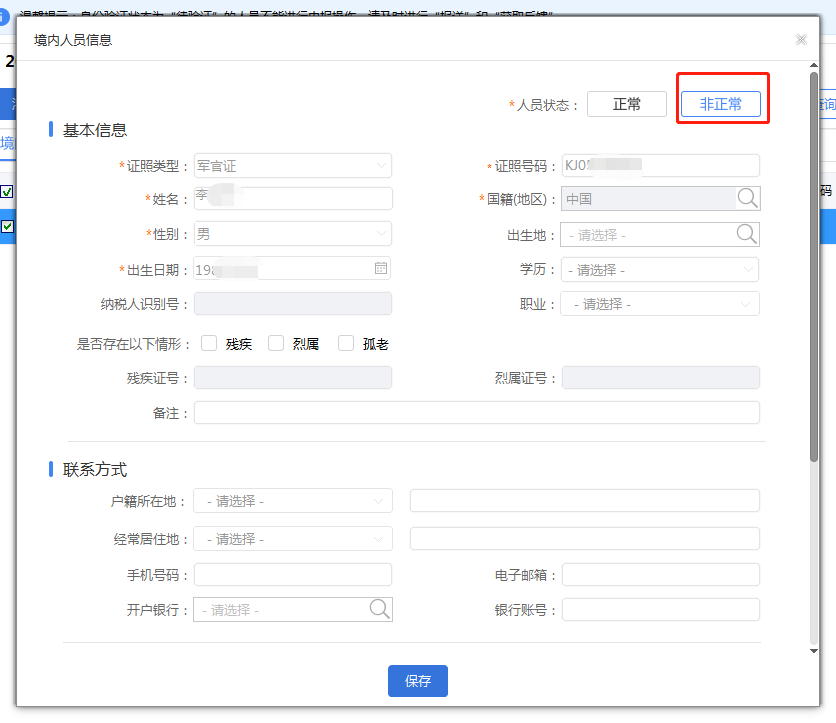 温馨提示：身份验证状态为“待验证”的人员不能进行申报操作，请及时进行“报送”和“获取反馈”
境内人员信息
2
*人员状态： 正常 非正常
查询
基本信息
境
*证照类型： 军官证 *证照号码： KJ0
码
*姓名： 李 *国籍(地区)： 中国
*性别： 男 出生地： - 请选择 -
*出生日期： 198 学历： - 请选择 -
纳税人识别号： 职业： - 请选择 -
是否存在以下情形： 残疾 烈属 孤老
残疾证号： 烈属证号：
备注：
联系方式
户籍所在地： - 请选择 -
经常居住地： - 请选择 -
手机号码： 电子邮箱：
开户银行： - 请选择 - 银行账号：
保存